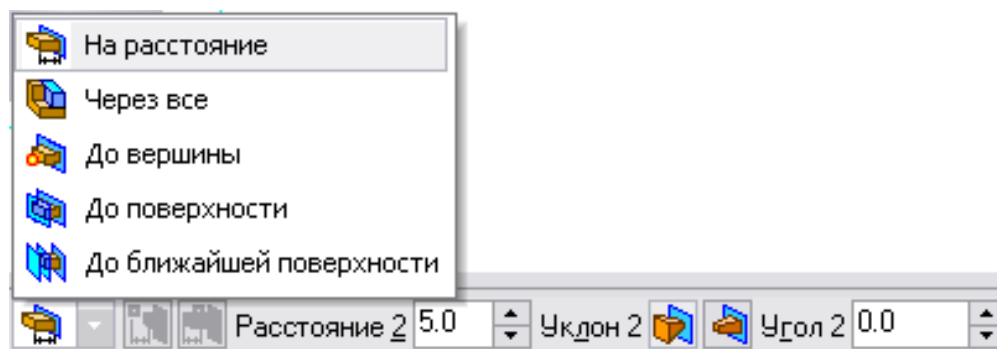 На расстояние
Через все
До вершины
До поверхности
До ближайшей поверхности
Расстояние 2 5.0 Уклон 2 Угол 2 0.0